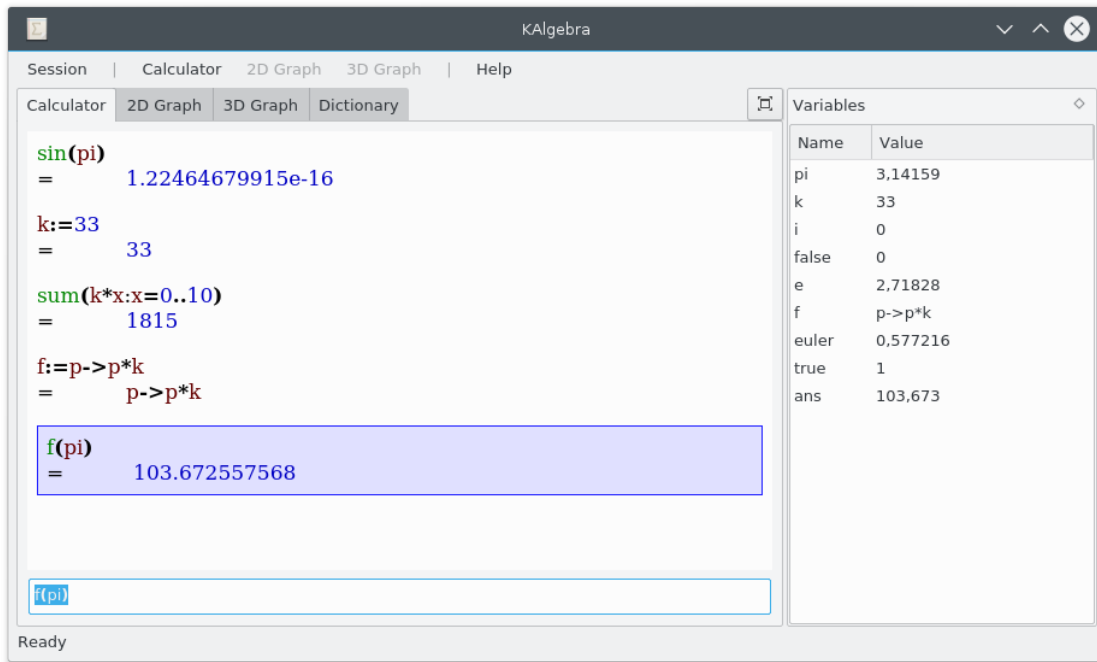 KAlgebra
Session | Calculator 2D Graph 3D Graph | Help
Calculator 2D Graph 3D Graph Dictionary
sin(pi)
= 1.22464679915e-16
k:=33
= 33
sum(k*x:x=0..10)
= 1815
f:=p->p*k
= p->p*k
f(pi)
= 103.672557568
f(pi)
Ready
Variables
Name Value
pi 3,14159
k 33
i 0
false 0
e 2,71828
f p->p*k
euler 0,577216
true 1
ans 103,673